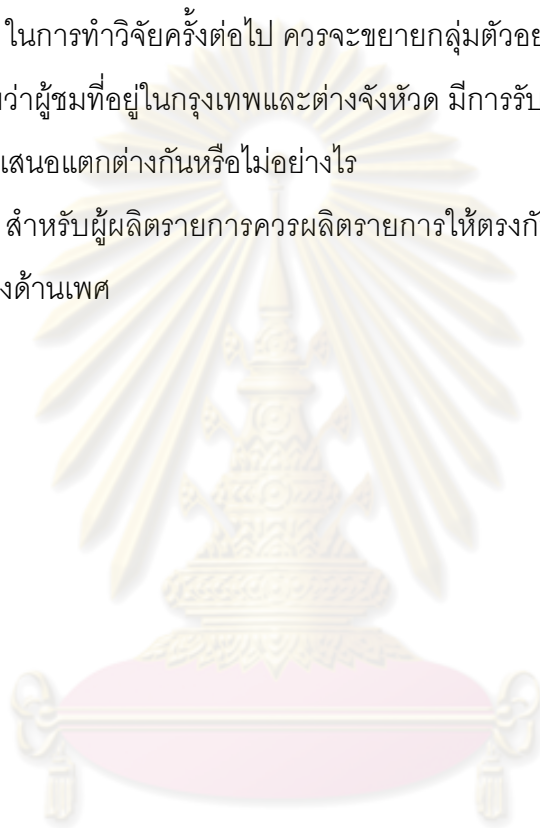 ในการทำวิจัยครั้งต่อไป ควรจะขยายกลุ่มตัวอย
ว่าผู้ชมที่อยู่ในกรุงเทพและต่างจังหัวด มีการรับ
เสนอแตกต่างกันหรือไม่อย่างไร
สำหรับผู้ผลิตรายการควรผลิตรายการให้ตรงกั
งด้านเพศ